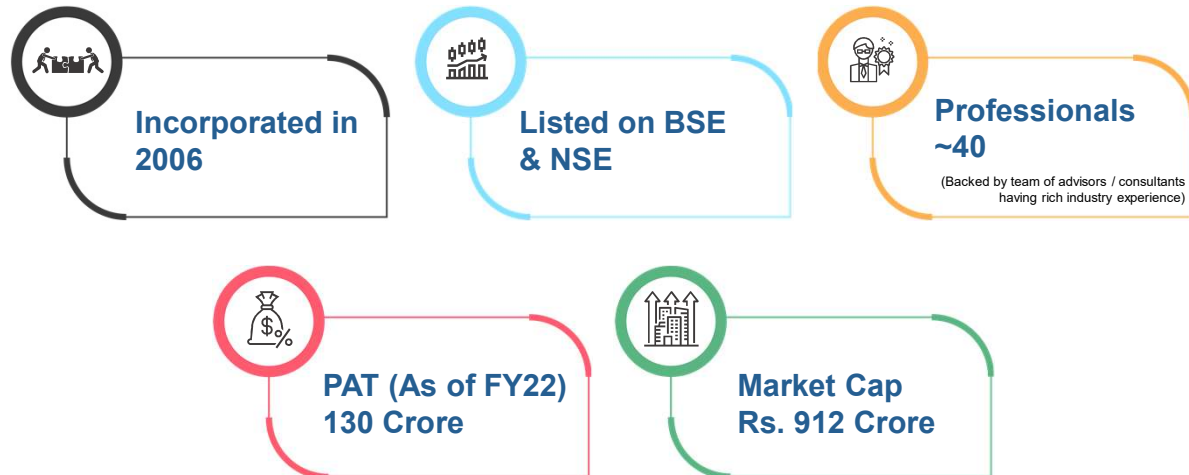 Incorporated in
2006
Listed on BSE
& NSE
Professionals
~40
(Backed by team of advisors / consultants
having rich industry experience)
PAT (As of FY22)
130 Crore
Market Cap
Rs. 912 Crore